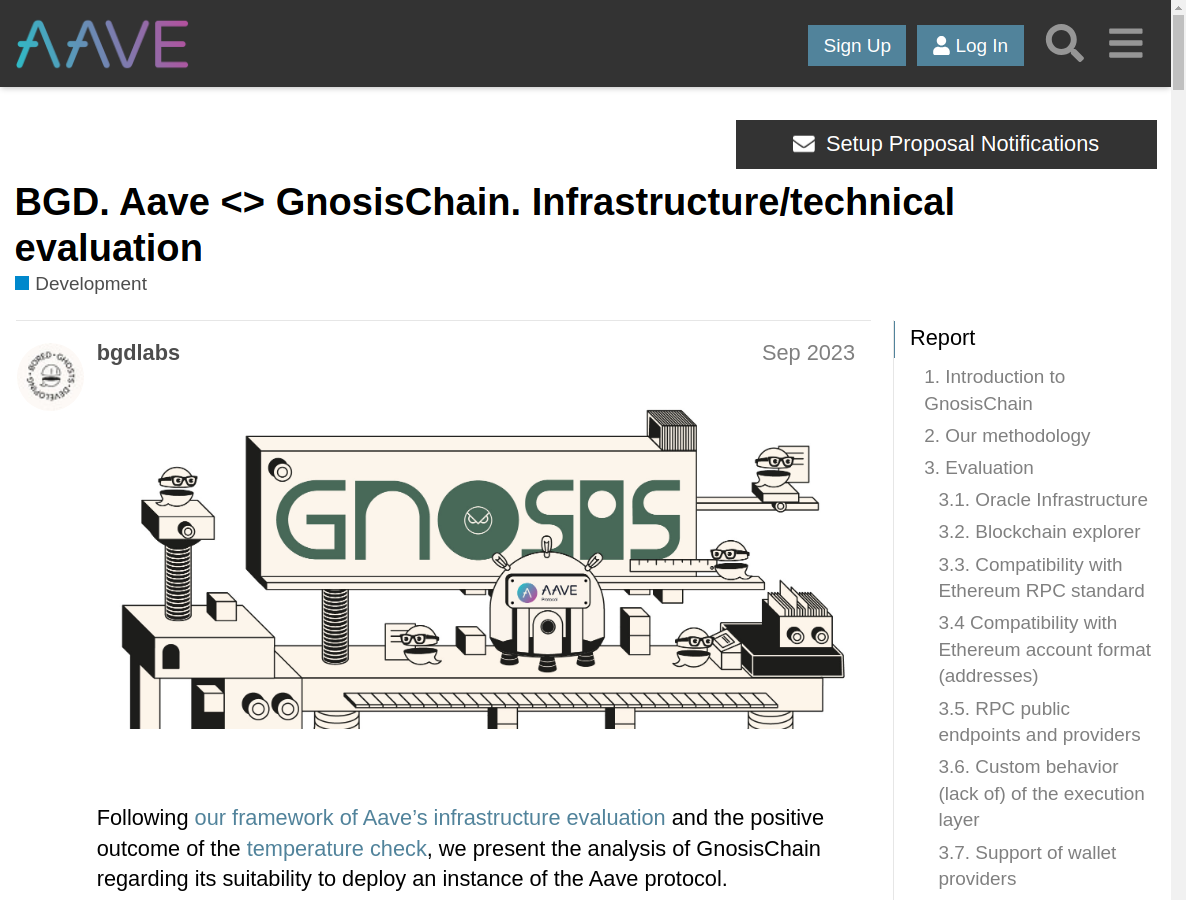 AAVE
Sign Up
Log In
Setup Proposal Notifications
BGD. Aave <> GnosisChain. Infrastructure/technical
evaluation
Development
bgdlabs
Sep 2023
BORED · GHOSTS · DEVELOPING ·
GNOSIS
AAVE
Following our framework of Aave’s infrastructure evaluation and the positive
outcome of the temperature check, we present the analysis of GnosisChain
regarding its suitability to deploy an instance of the Aave protocol.
Report
1. Introduction to
GnosisChain
2. Our methodology
3. Evaluation
3.1. Oracle Infrastructure
3.2. Blockchain explorer
3.3. Compatibility with
Ethereum RPC standard
3.4 Compatibility with
Ethereum account format
(addresses)
3.5. RPC public
endpoints and providers
3.6. Custom behavior
(lack of) of the execution
layer
3.7. Support of wallet
providers